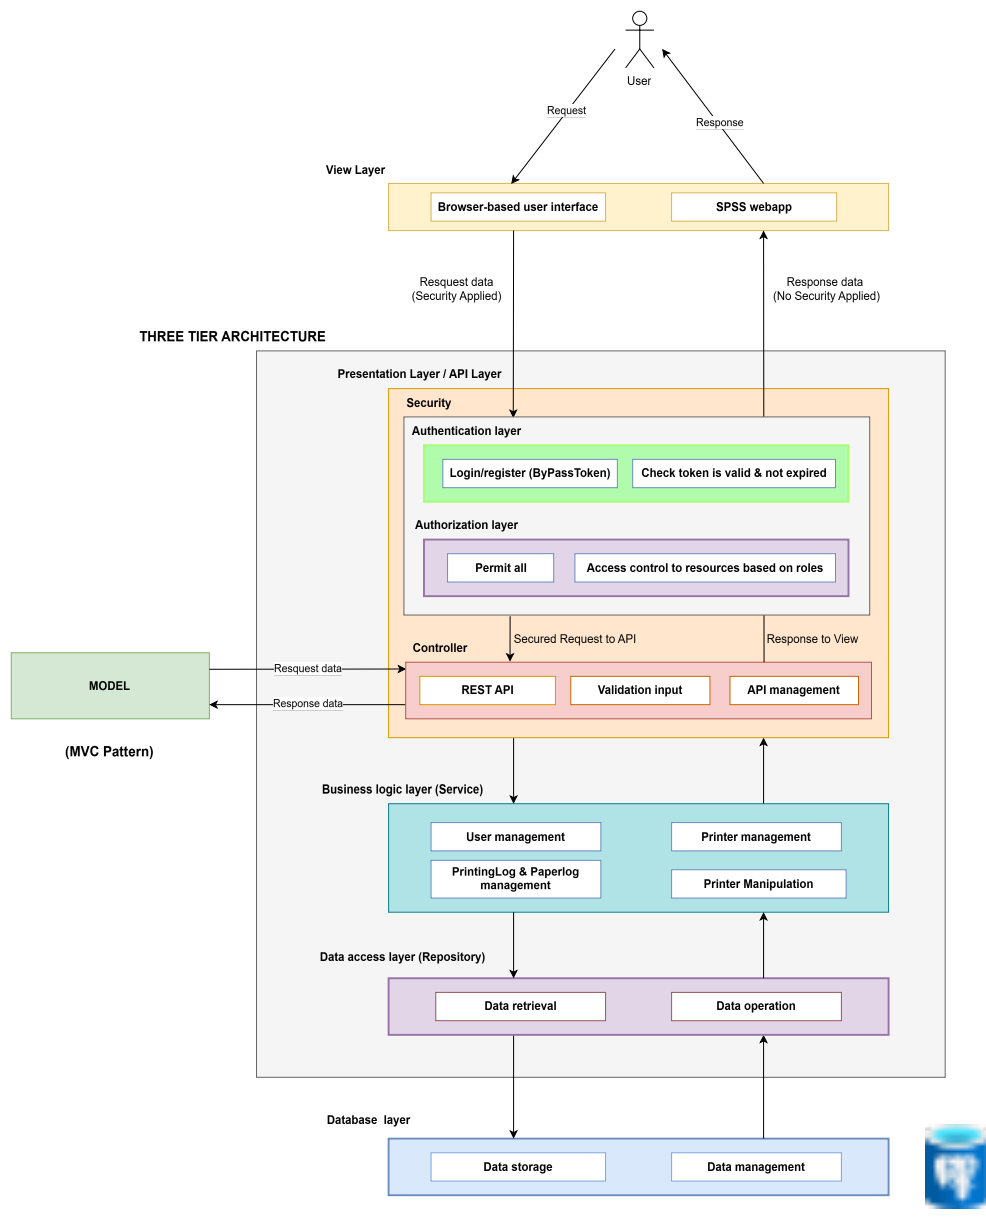 User
Request
Response
View Layer
Browser-based user interface
SPSS webapp
Resquest data
(Security Applied)
Response data
(No Security Applied)
THREE TIER ARCHITECTURE
Presentation Layer / API Layer
Security
Authentication layer
Login/register (ByPassToken)
Check token is valid & not expired
Authorization layer
Permit all
Access control to resources based on roles
Secured Request to API
Response to View
Controller
REST API
Validation input
API management
MODEL
Resquest data
Response data
(MVC Pattern)
Business logic layer (Service)
User management
Printer management
PrintingLog & Paperlog
management
Printer Manipulation
Data access layer (Repository)
Data retrieval
Data operation
Database  layer
Data storage
Data management